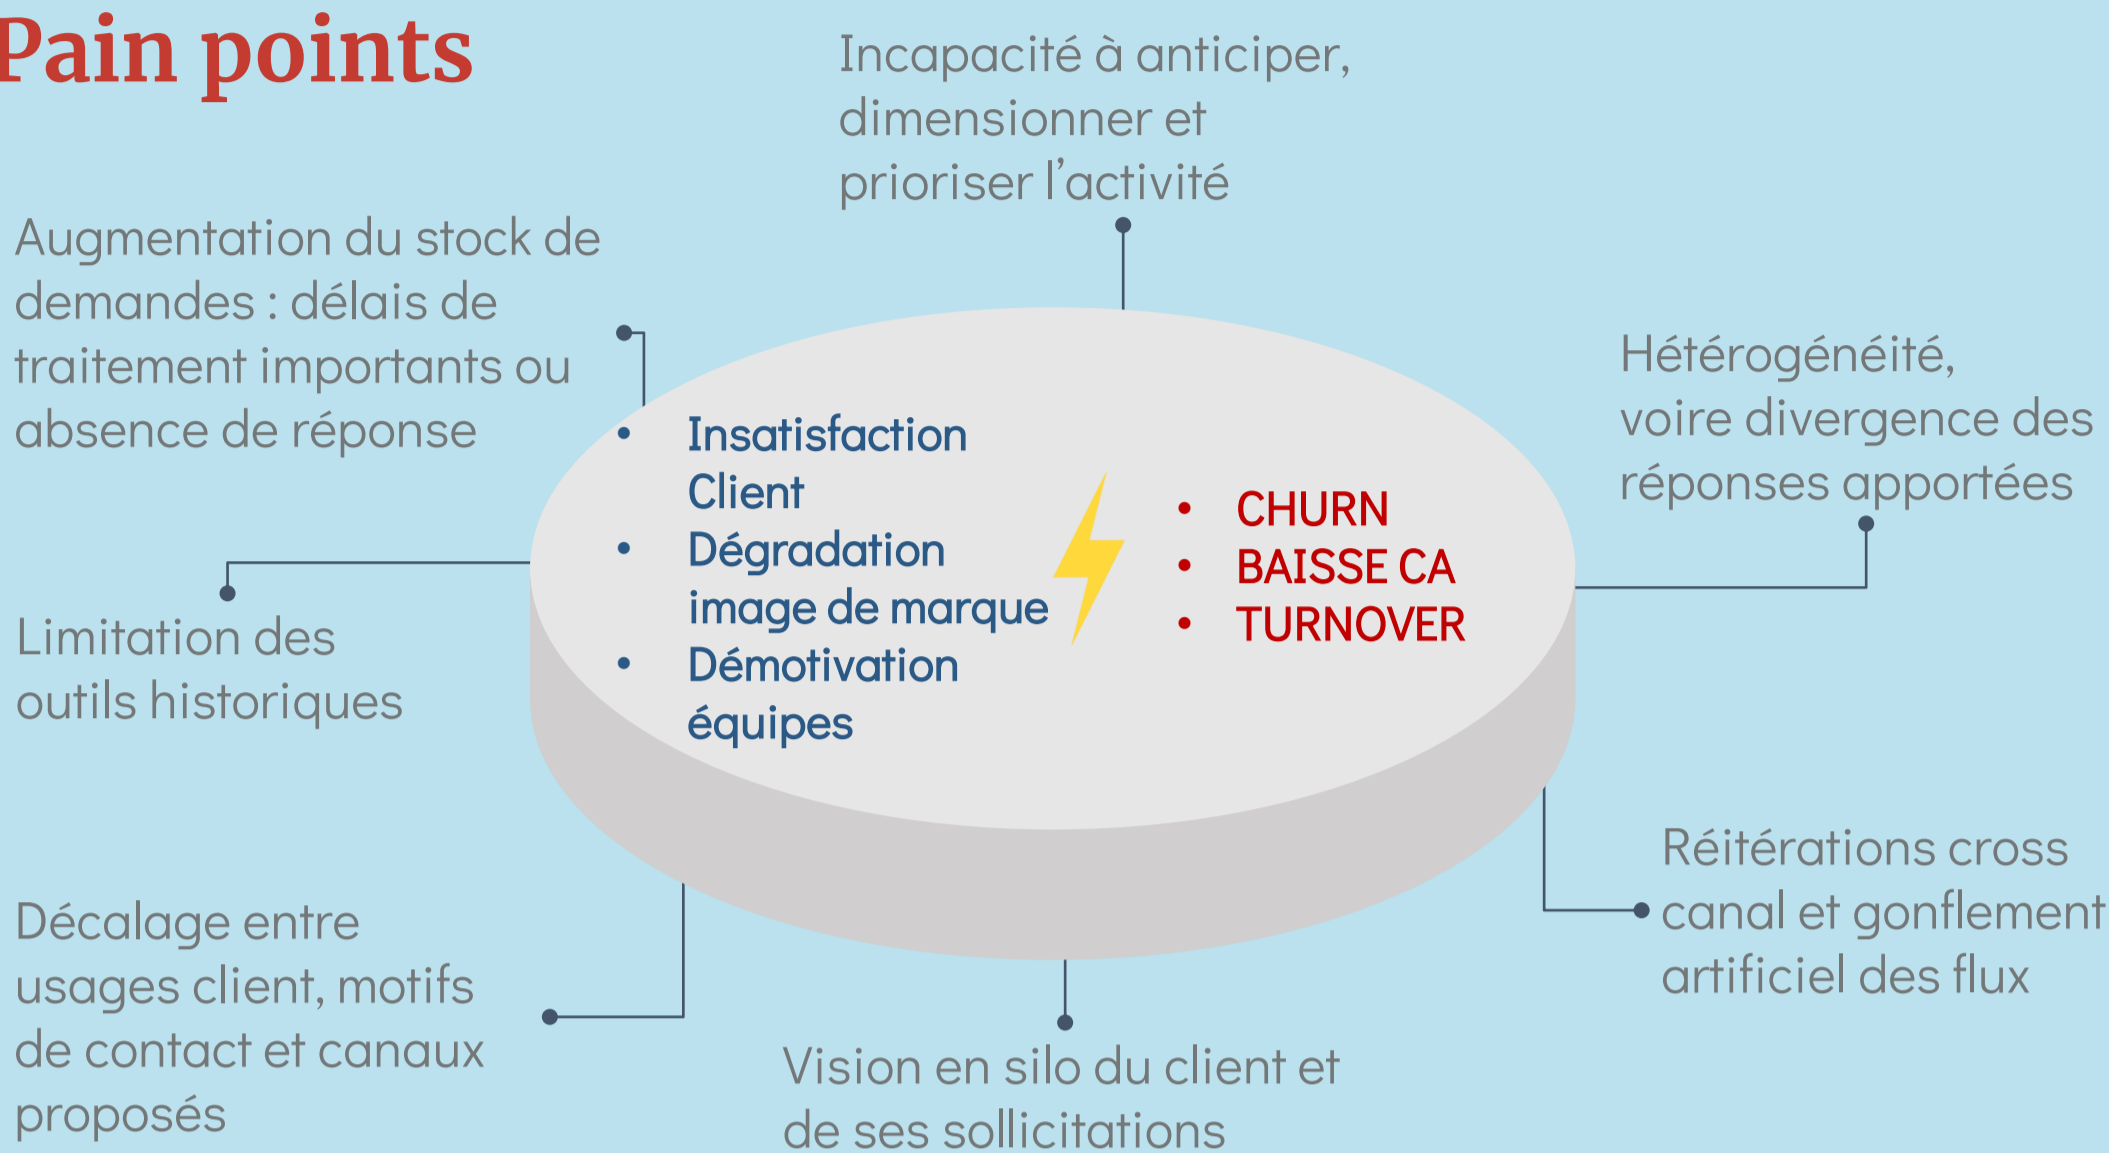 Pain points
Incapacité à anticiper,
dimensionner et
prioriser l’activité
Augmentation du stock de
demandes : délais de
traitement importants ou
absence de réponse
Hétérogénéité,
voire divergence des
réponses apportées
• Insatisfaction
Client
• Dégradation
image de marque
• Démotivation
équipes
• CHURN
• BAISSE CA
• TURNOVER
Limitation des
outils historiques
Réitérations cross
canal et gonflement
artificiel des flux
Décalage entre
usages client, motifs
de contact et canaux
proposés
Vision en silo du client et
de ses sollicitations